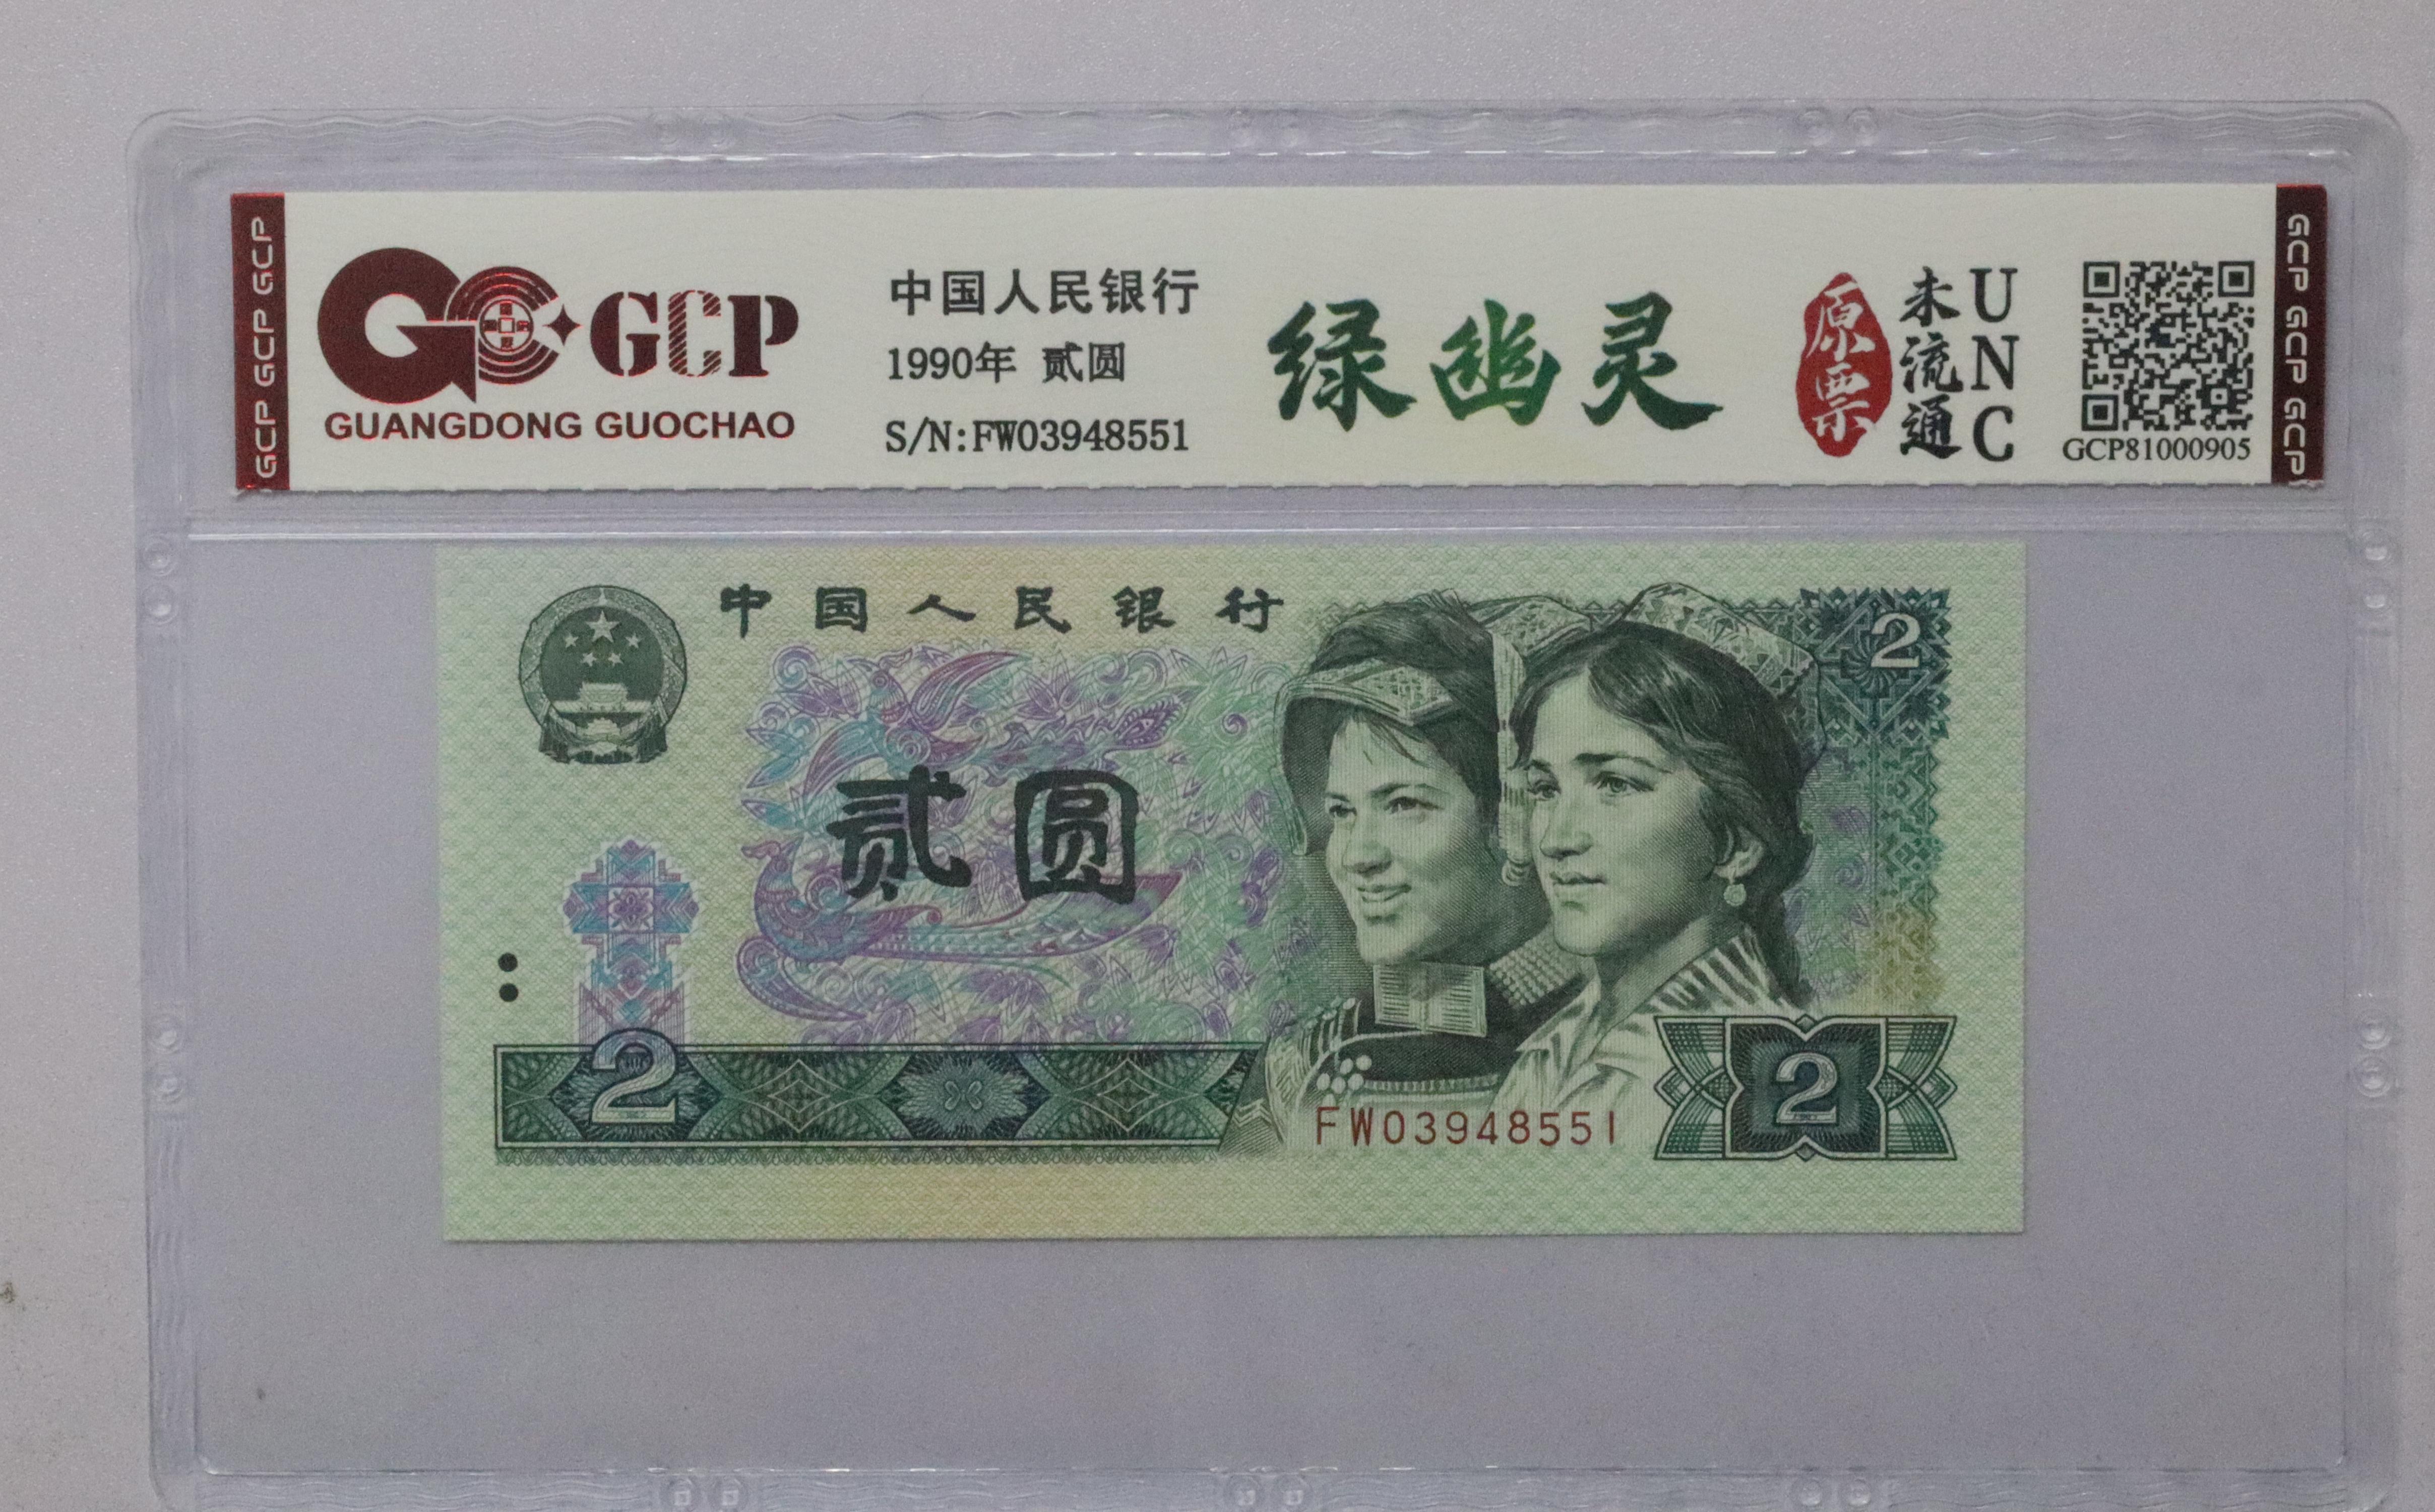 GCP GCP GCP
GCP
GUANGDONG GUOCHAO
中国人民银行
1990年 贰圆
S/N:FW03948551
绿幽灵
原票
未流通
UNC
GCP81000905
GCP GCP GCP
中国人民银行
2
贰圆
2
FW03948551
2